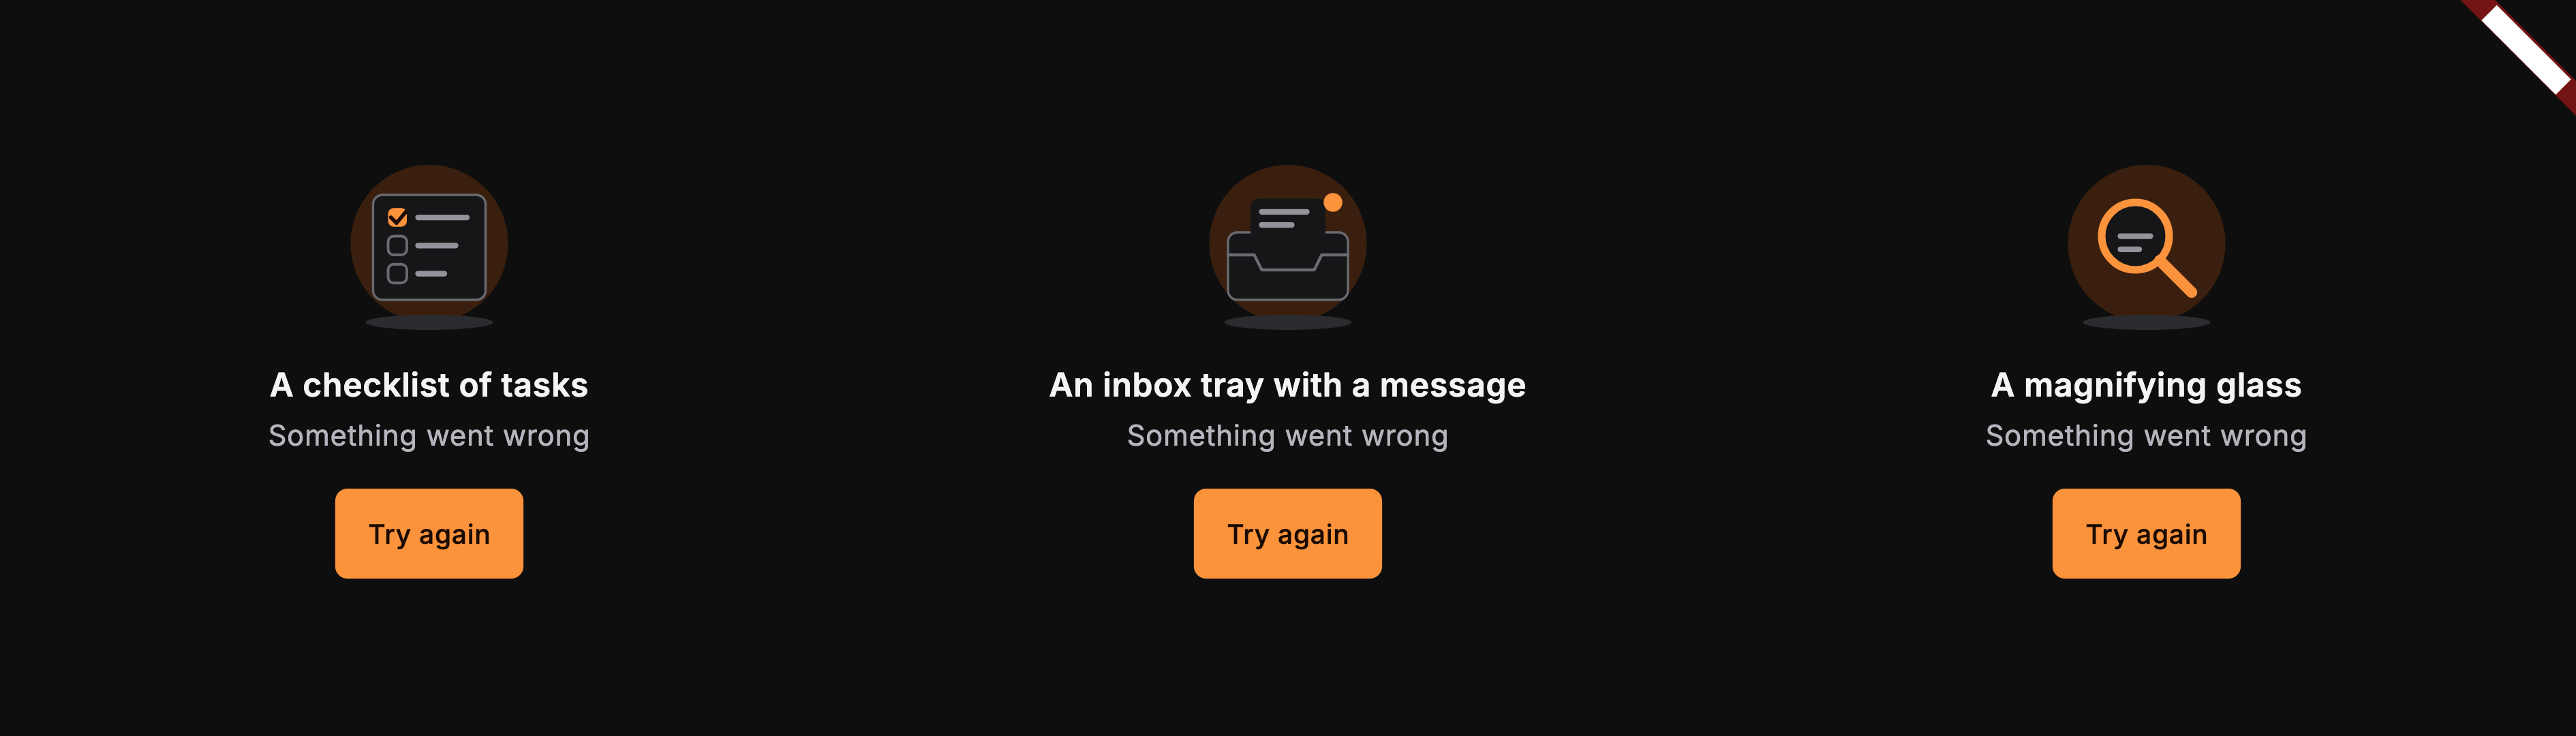 A checklist of tasks
Something went wrong
Try again
An inbox tray with a message
Something went wrong
Try again
A magnifying glass
Something went wrong
Try again